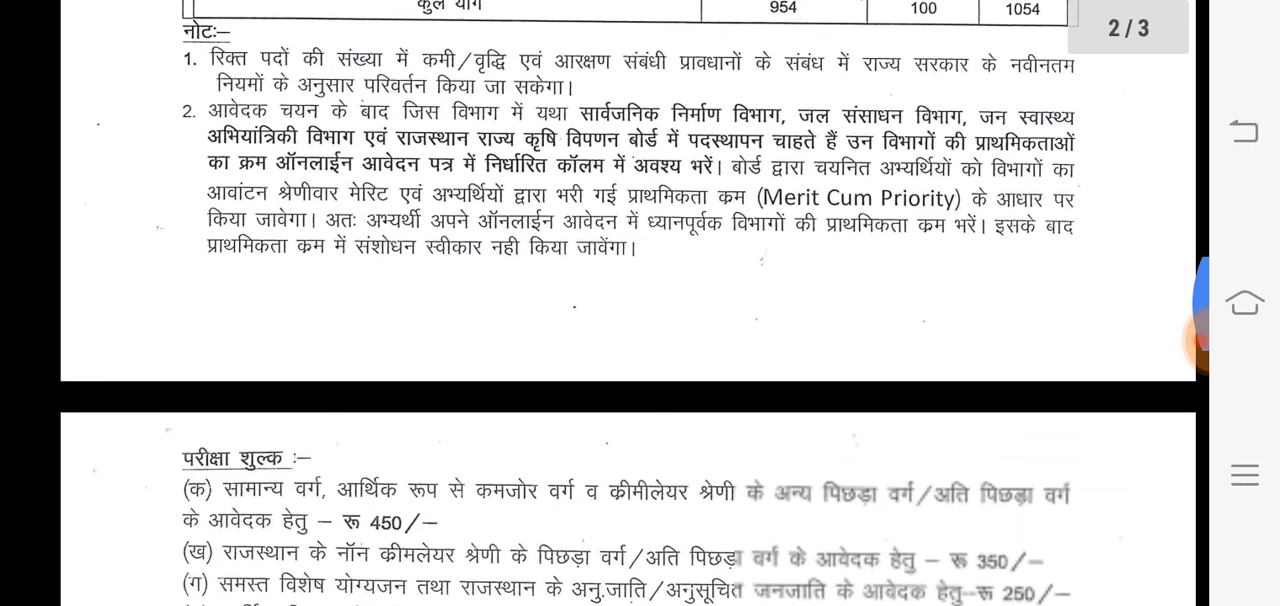 कुल योग 954 100 1054
2/3
नोटः–
1. रिक्त पदों की संख्या में कमी/वृद्धि एवं आरक्षण संबंधी प्रावधानों के संबंध में राज्य सरकार के नवीनतम
नियमों के अनुसार परिवर्तन किया जा सकेगा।
2. आवेदक चयन के बाद जिस विभाग में यथा सार्वजनिक निर्माण विभाग, जल संसाधन विभाग, जन स्वास्थ्य
अभियांत्रिकी विभाग एवं राजस्थान राज्य कृषि विपणन बोर्ड में पदस्थापन चाहते हैं उन विभागों की प्राथमिकताओं
का क्रम ऑनलाईन आवेदन पत्र में निर्धारित कॉलम में अवश्य भरें। बोर्ड द्वारा चयनित अभ्यर्थियों को विभागों का
आवांटन श्रेणीवार मेरिट एवं अभ्यर्थियों द्वारा भरी गई प्राथमिकता कम (Merit Cum Priority) के आधार पर
किया जावेगा। अतः अभ्यर्थी अपने ऑनलाईन आवेदन में ध्यानपूर्वक विभागों की प्राथमिकता क्रम भरें। इसके बाद
प्राथमिकता क्रम में संशोधन स्वीकार नही किया जावेंगा।
परीक्षा शुल्क :–
(क) सामान्य वर्ग, आर्थिक रूप से कमजोर वर्ग व क्रीमीलेयर श्रेणी के अन्य पिछडा वर्ग/अति पिछडा वर्ग
के आवेदक हेतु – रू 450/–
(ख) राजस्थान के नॉन क्रीमलेयर श्रेणी के पिछड़ा वर्ग/अति पिछड़ा वर्ग के आवेदक हेतु – रू 350/–
(ग) समस्त विशेष योग्यजन तथा राजस्थान के अनु.जाति/अनुसूचित जनजाति के आवेदक हेतु–रू 250/–